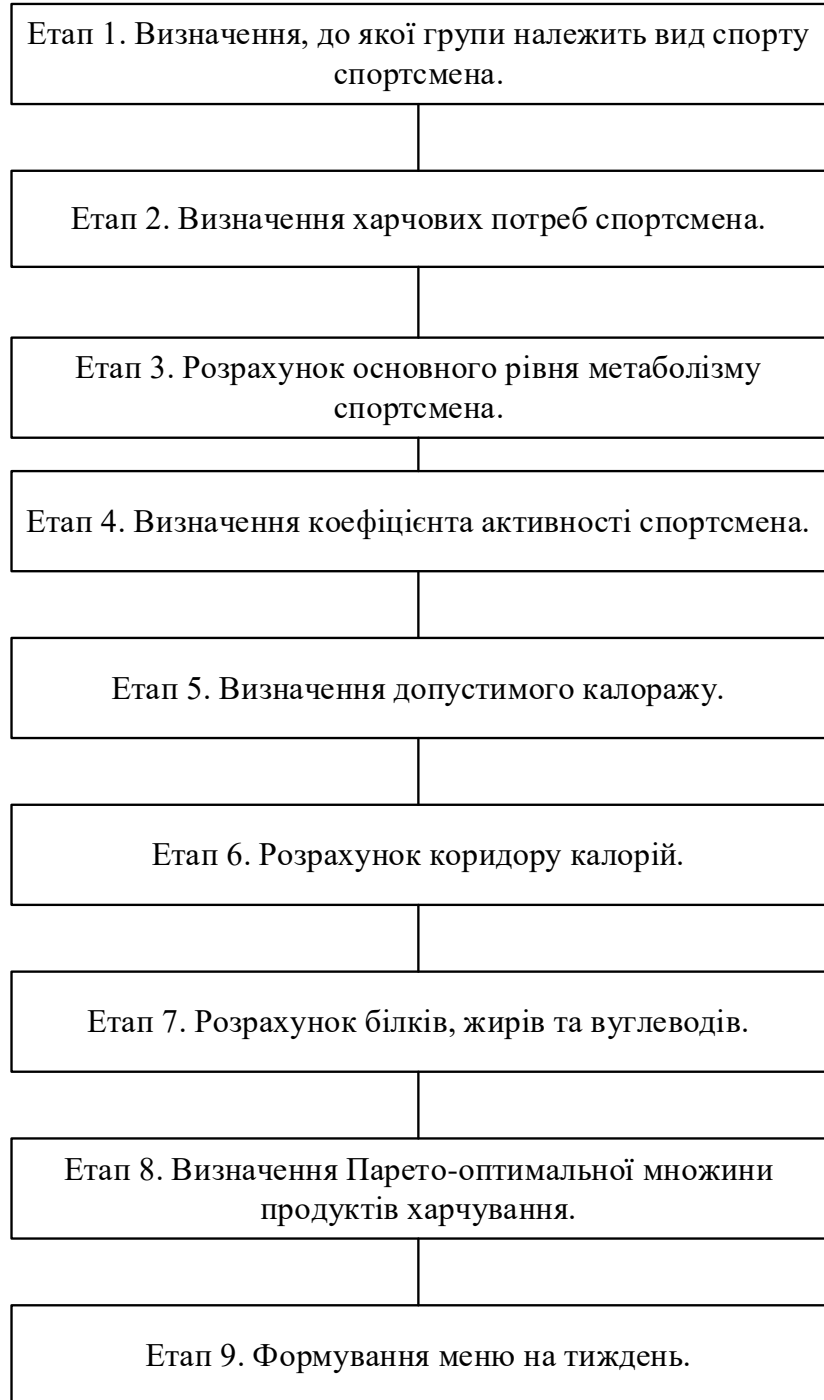 Етап 1. Визначення, до якої групи належить вид спорту
спортсмена.
Етап 2. Визначення харчових потреб спортсмена.
Етап 3. Розрахунок основного рівня метаболізму
спортсмена.
Етап 4. Визначення коефіцієнта активності спортсмена.
Етап 5. Визначення допустимого калоражу.
Етап 6. Розрахунок коридору калорій.
Етап 7. Розрахунок білків, жирів та вуглеводів.
Етап 8. Визначення Парето-оптимальної множини
продуктів харчування.
Етап 9. Формування меню на тиждень.